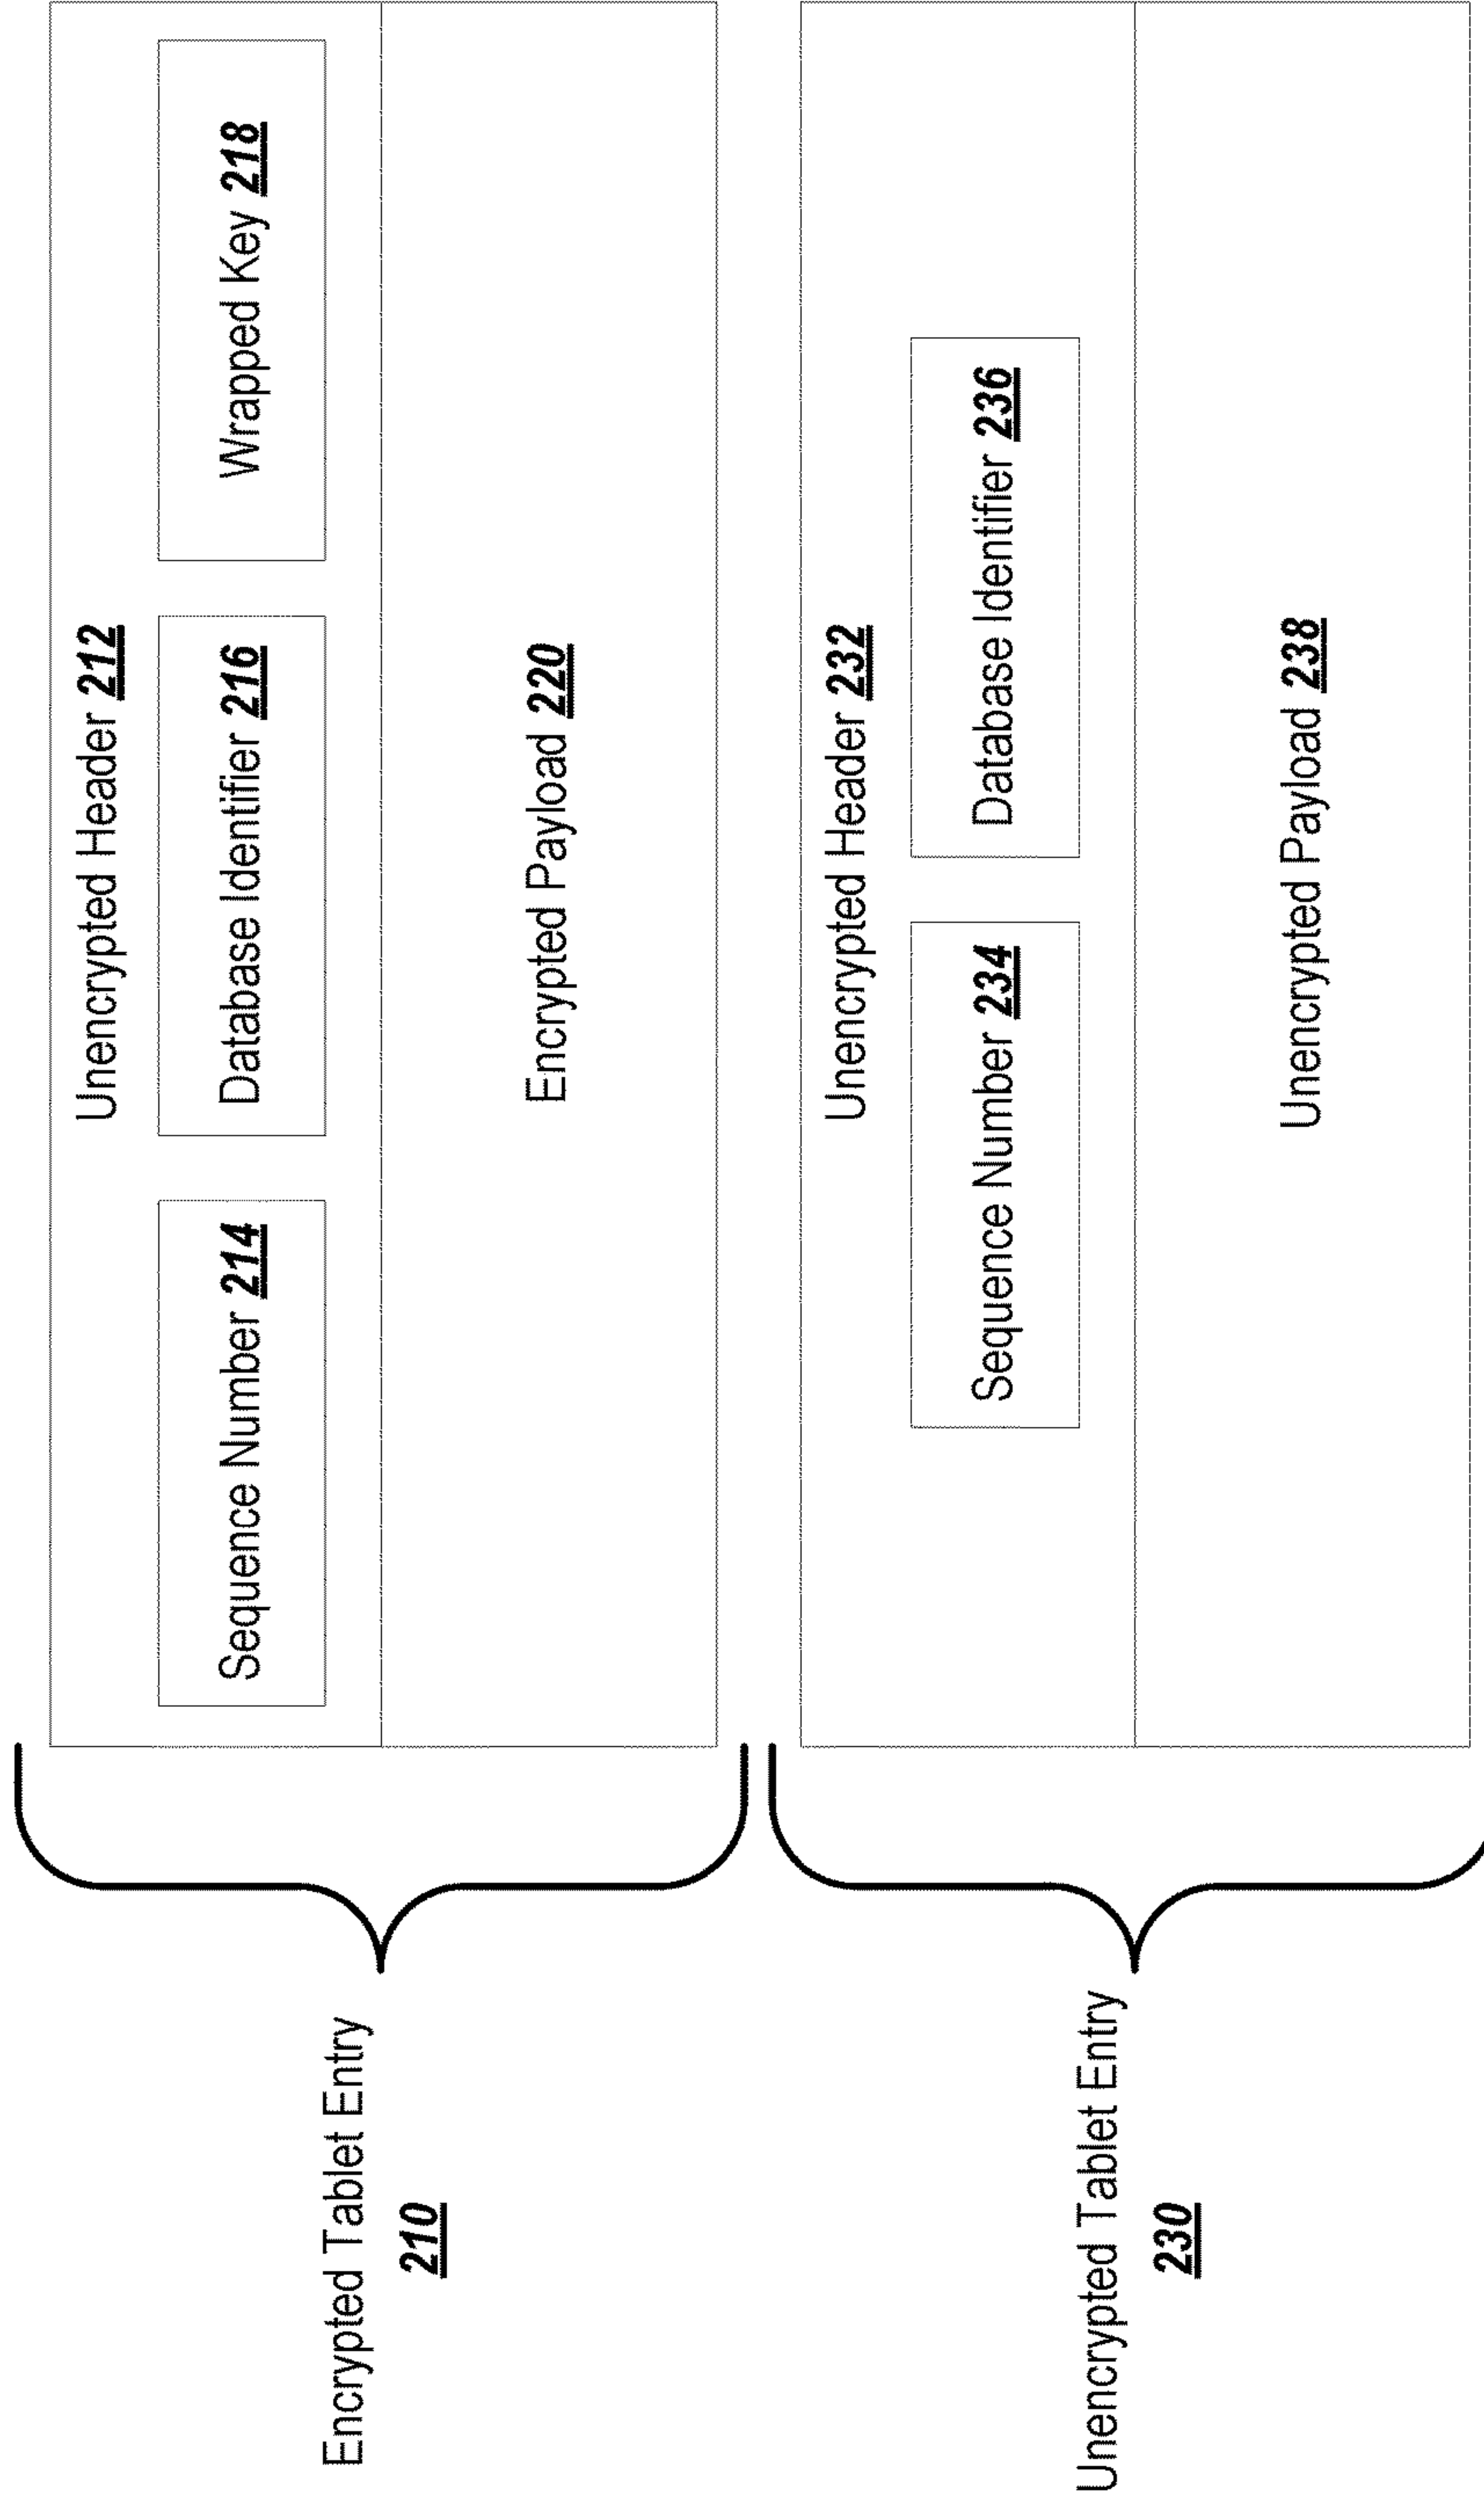 Encrypted Tablet Entry
210
Unencrypted Header 212
Sequence Number 214
Database Identifier 216
Wrapped Key 218
Encrypted Payload 220
Unencrypted Tablet Entry
230
Unencrypted Header 232
Sequence Number 234
Database Identifier 236
Unencrypted Payload 238